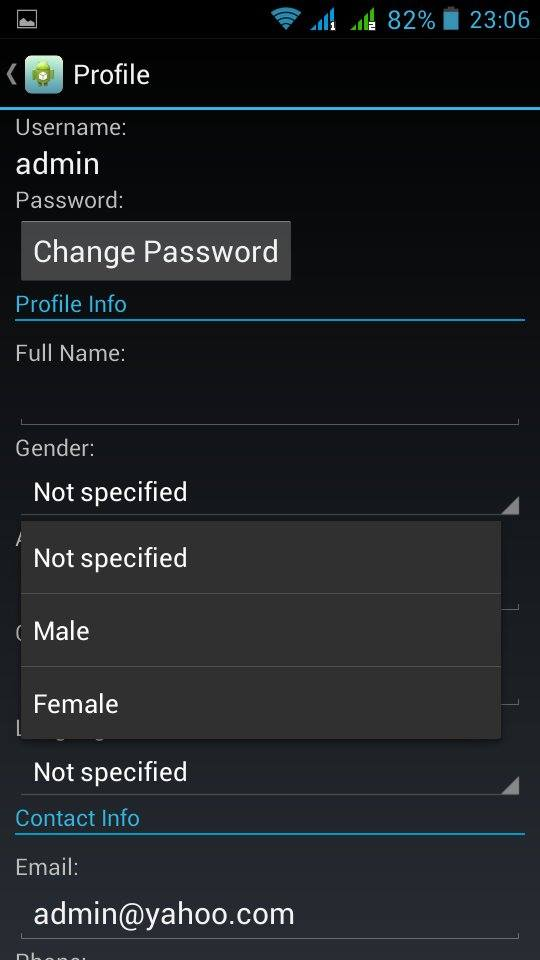 82% 23:06
Profile
Username:
admin
Password:
Change Password
Profile Info
Full Name:
Gender:
Not specified
Not specified
Male
Female
Not specified
Contact Info
Email:
admin@yahoo.com
Phone: